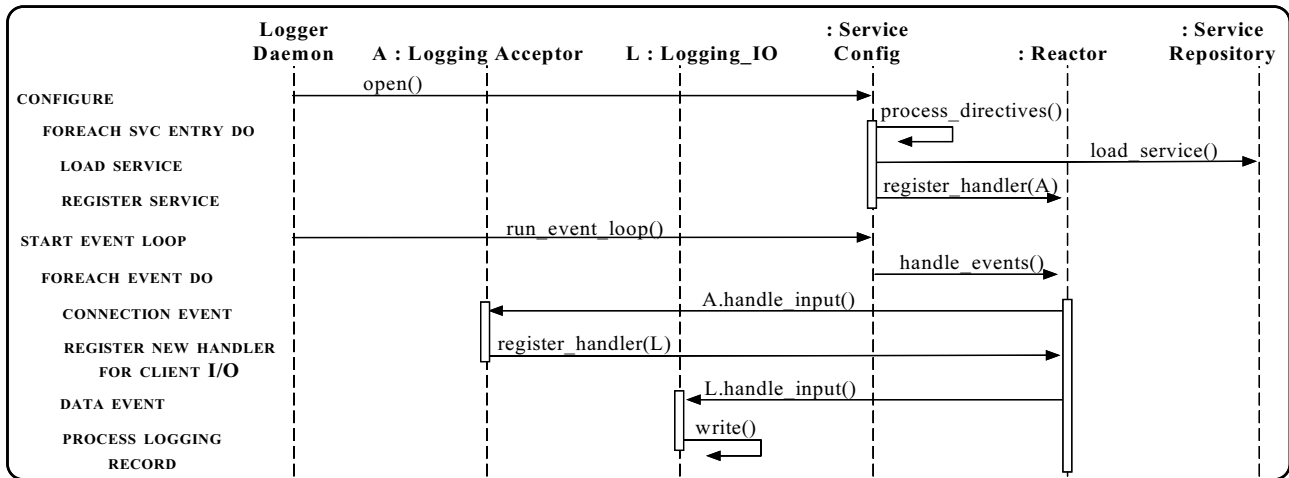 Logger
Daemon
A : Logging Acceptor
L : Logging_IO
: Service
Config
: Reactor
: Service
Repository
CONFIGURE
open()
process_directives()
FOREACH SVC ENTRY DO
LOAD SERVICE
load_service()
REGISTER SERVICE
register_handler(A)
START EVENT LOOP
run_event_loop()
FOREACH EVENT DO
handle_events()
CONNECTION EVENT
A.handle_input()
REGISTER NEW HANDLER
FOR CLIENT I/O
register_handler(L)
DATA EVENT
L.handle_input()
PROCESS LOGGING
RECORD
write()